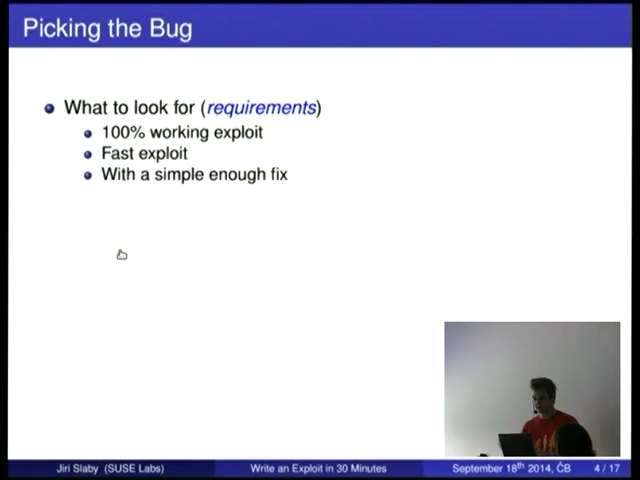 Picking the Bug
What to look for (requirements)
100% working exploit
Fast exploit
With a simple enough fix
Jiri Slaby (SUSE Labs) Write an Exploit in 30 Minutes September 18th 2014, ČB 4 / 17